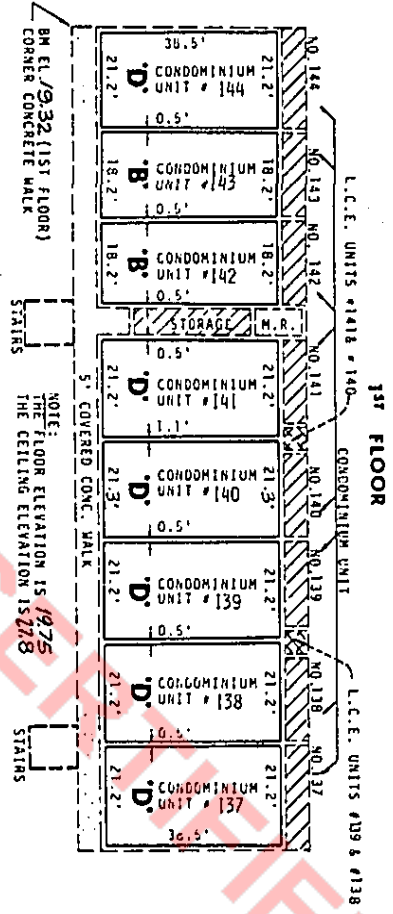 1ST FLOOR
CONDOMINIUM UNIT
L.C.E. UNITS #141 & #140
L.C.E. UNITS #139 & #138
NO. 144
NO. 143
NO. 142
NO. 141
NO. 140
NO. 139
NO. 138
NO. 137
38.5'
21.2'
'D'
CONDOMINIUM
UNIT # 144
21.2'
0.5'
18.2'
'B'
CONDOMINIUM
UNIT #143
18.2'
0.5'
18.2'
'B'
CONDOMINIUM
UNIT #142
18.2'
0.5'
STORAGE
M.R.
0.5'
21.2'
'D'
CONDOMINIUM
UNIT #141
21.2'
1.1'
21.3'
'D'
CONDOMINIUM
UNIT #140
21.3'
0.5'
21.2'
'D'
CONDOMINIUM
UNIT #139
21.2'
0.5'
21.2'
'D'
CONDOMINIUM
UNIT #138
21.2'
0.5'
21.2'
'D'
CONDOMINIUM
UNIT # 137
21.2'
38.5'
5' COVERED CONC. WALK
STAIRS
STAIRS
BM EL 19.32 (1ST FLOOR)
CORNER CONCRETE WALK
NOTE:
THE FLOOR ELEVATION IS 19.75
THE CEILING ELEVATION IS 27.8